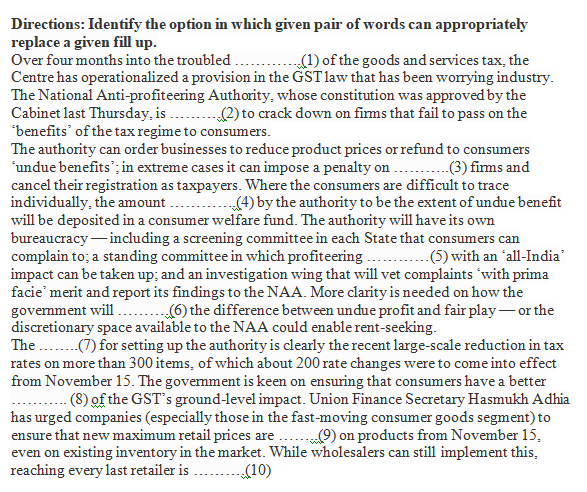 Directions: Identify the option in which given pair of words can appropriately
replace a given fill up.
Over four months into the troubled …………..(1) of the goods and services tax, the
Centre has operationalized a provision in the GST law that has been worrying industry.
The National Anti-profiteering Authority, whose constitution was approved by the
Cabinet last Thursday, is ……….(2) to crack down on firms that fail to pass on the
‘benefits’ of the tax regime to consumers.
The authority can order businesses to reduce product prices or refund to consumers
‘undue benefits’; in extreme cases it can impose a penalty on ………..(3) firms and
cancel their registration as taxpayers. Where the consumers are difficult to trace
individually, the amount …………..(4) by the authority to be the extent of undue benefit
will be deposited in a consumer welfare fund. The authority will have its own
bureaucracy — including a screening committee in each State that consumers can
complain to; a standing committee in which profiteering …………(5) with an ‘all-India’
impact can be taken up; and an investigation wing that will vet complaints ‘with prima
facie’ merit and report its findings to the NAA. More clarity is needed on how the
government will ……….(6) the difference between undue profit and fair play — or the
discretionary space available to the NAA could enable rent-seeking.
The ……..(7) for setting up the authority is clearly the recent large-scale reduction in tax
rates on more than 300 items, of which about 200 rate changes were to come into effect
from November 15. The government is keen on ensuring that consumers have a better
……….. (8) of the GST’s ground-level impact. Union Finance Secretary Hasmukh Adhia
has urged companies (especially those in the fast-moving consumer goods segment) to
ensure that new maximum retail prices are ……..(9) on products from November 15,
even on existing inventory in the market. While wholesalers can still implement this,
reaching every last retailer is ……….(10)